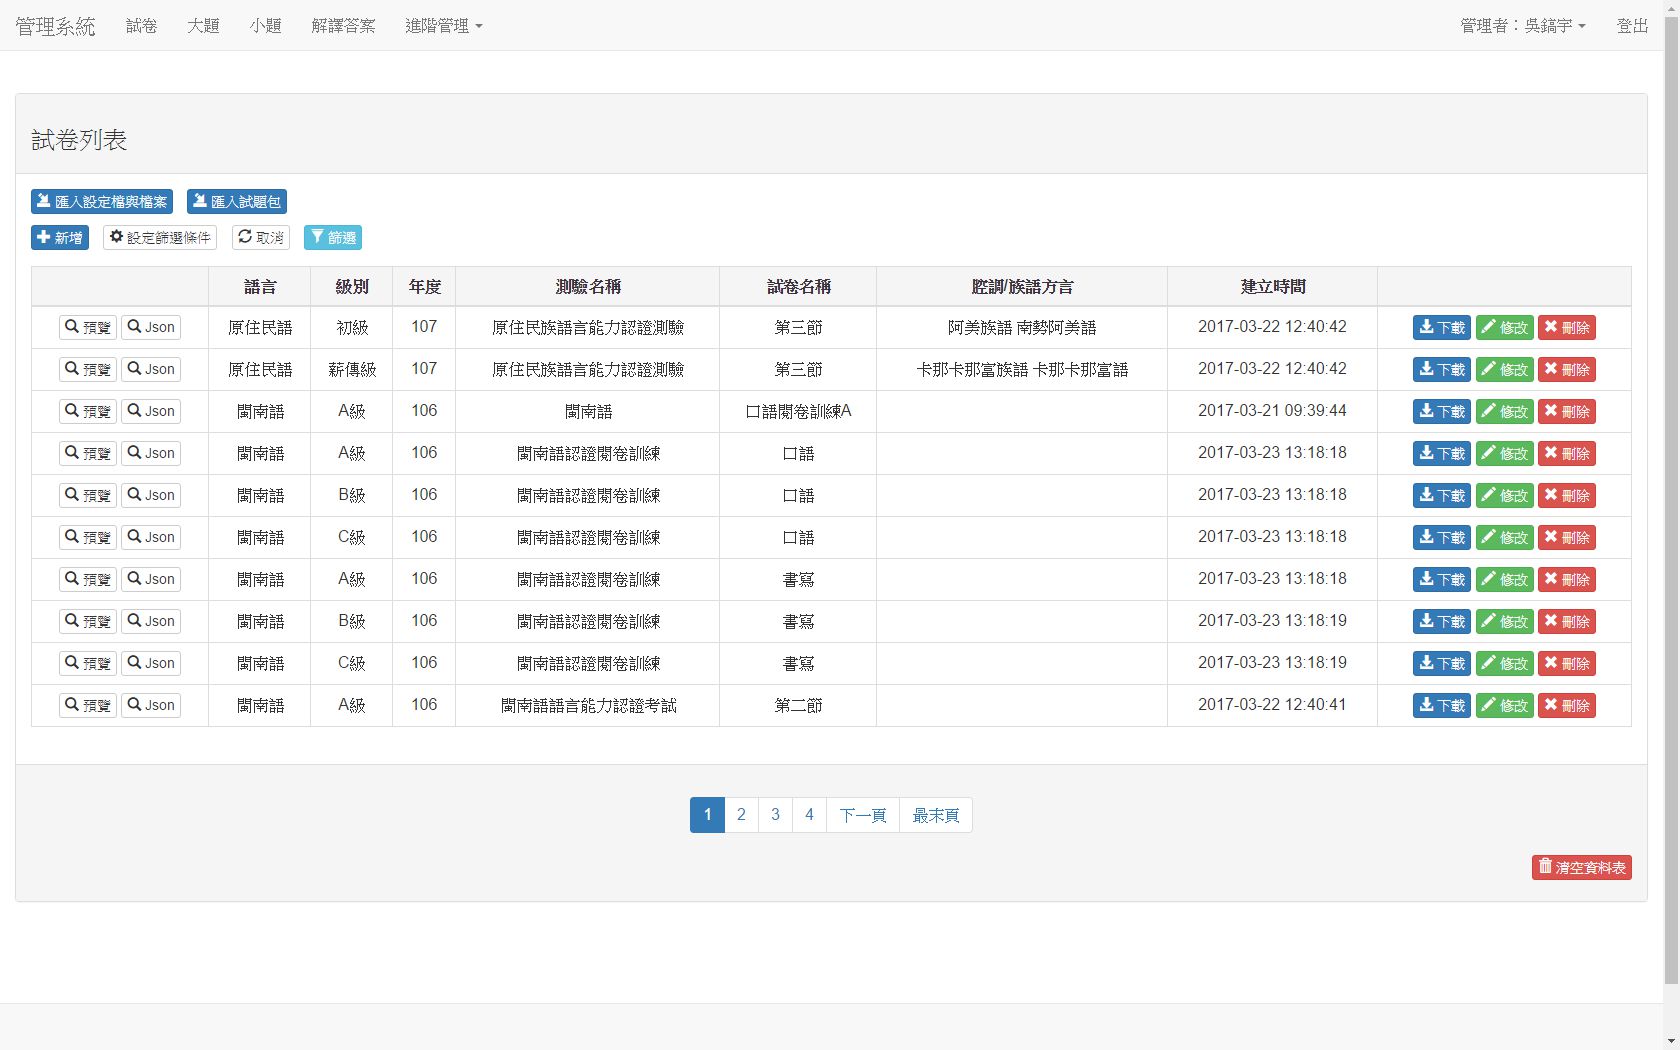 管理系統 試卷 大題 小題 解譯答案 進階管理 管理者：吳鎬宇 登出
試卷列表
匯入設定檔與檔案 匯入試題包
新增 設定篩選條件 取消 篩選
語言 級別 年度 測驗名稱 試卷名稱 腔調/族語方言 建立時間
預覽 Json 原住民語 初級 107 原住民族語言能力認證測驗 第三節 阿美族語 南勢阿美語 2017-03-22 12:40:42 下載 修改 刪除
預覽 Json 原住民語 薪傳級 107 原住民族語言能力認證測驗 第三節 卡那卡那富族語 卡那卡那富語 2017-03-22 12:40:42 下載 修改 刪除
預覽 Json 閩南語 A級 106 閩南語 口語閱卷訓練A 2017-03-21 09:39:44 下載 修改 刪除
預覽 Json 閩南語 A級 106 閩南語認證閱卷訓練 口語 2017-03-23 13:18:18 下載 修改 刪除
預覽 Json 閩南語 B級 106 閩南語認證閱卷訓練 口語 2017-03-23 13:18:18 下載 修改 刪除
預覽 Json 閩南語 C級 106 閩南語認證閱卷訓練 口語 2017-03-23 13:18:18 下載 修改 刪除
預覽 Json 閩南語 A級 106 閩南語認證閱卷訓練 書寫 2017-03-23 13:18:18 下載 修改 刪除
預覽 Json 閩南語 B級 106 閩南語認證閱卷訓練 書寫 2017-03-23 13:18:19 下載 修改 刪除
預覽 Json 閩南語 C級 106 閩南語認證閱卷訓練 書寫 2017-03-23 13:18:19 下載 修改 刪除
預覽 Json 閩南語 A級 106 閩南語語言能力認證考試 第二節 2017-03-22 12:40:41 下載 修改 刪除
1 2 3 4 下一頁 最末頁
清空資料表